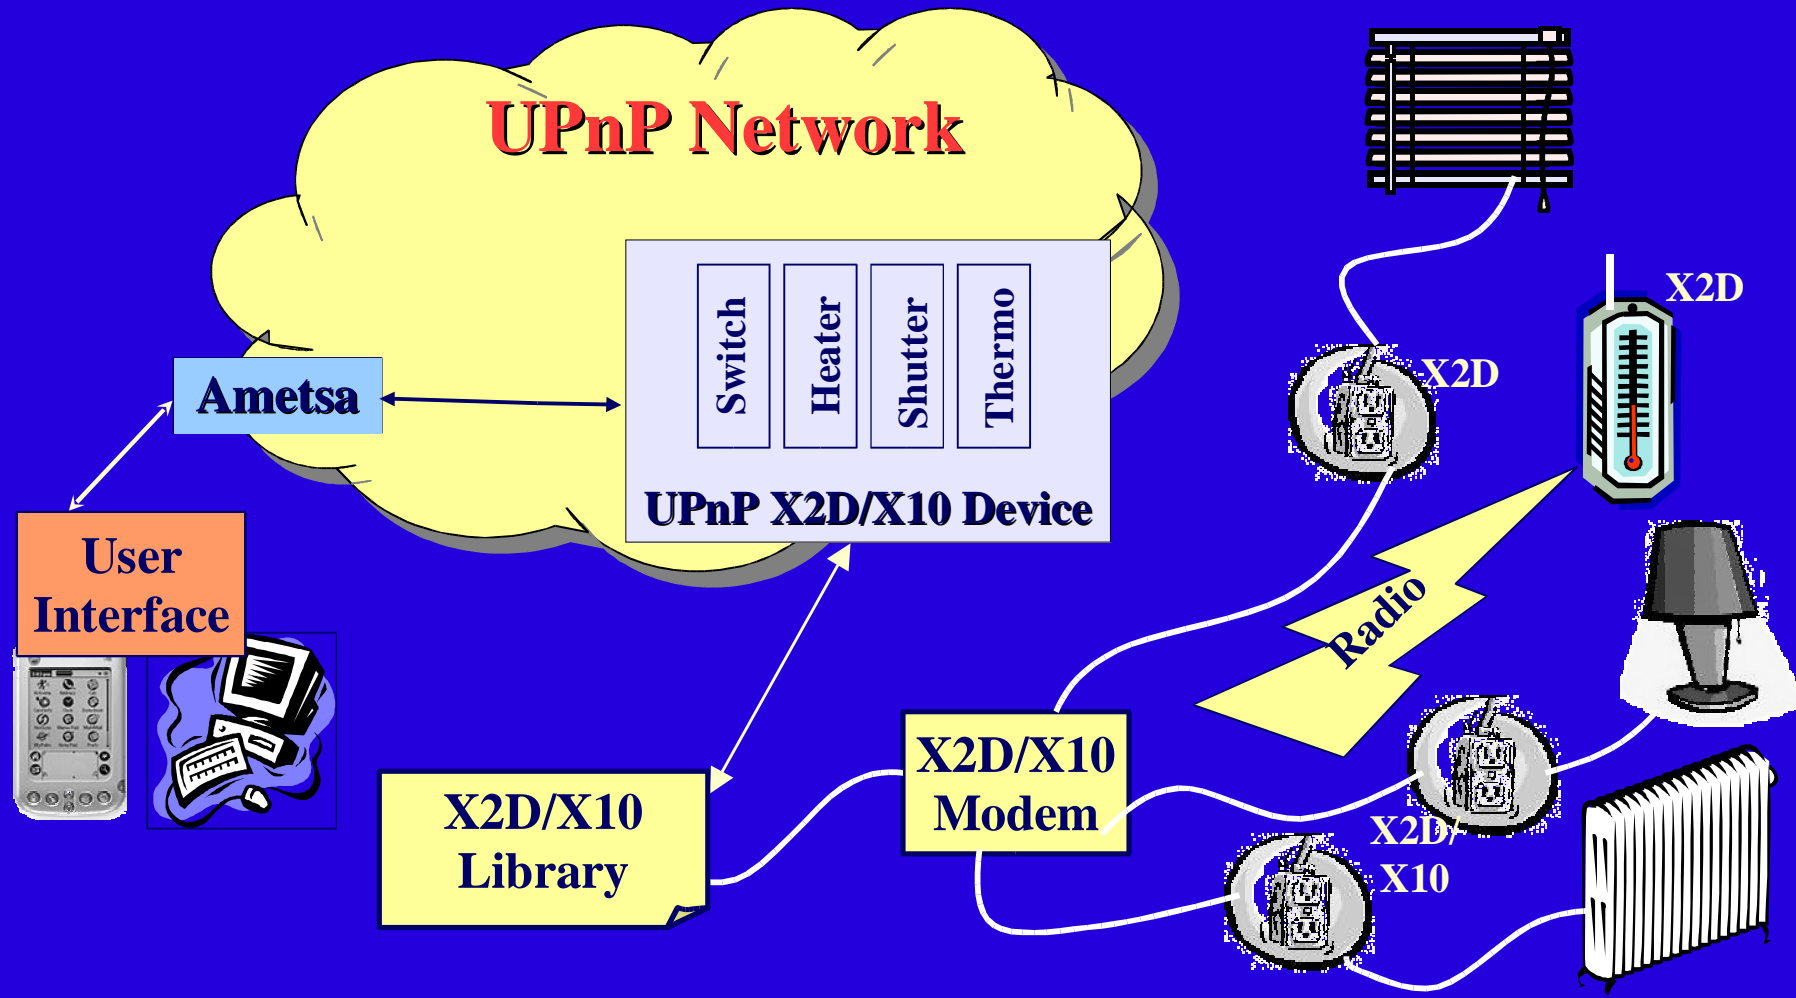 UPnP Network
Switch
Heater
Shutter
Thermo
UPnP X2D/X10 Device
Ametsa
User
Interface
X2D/X10
Library
X2D/X10
Modem
Radio
X2D
X2D
X2D/
X10